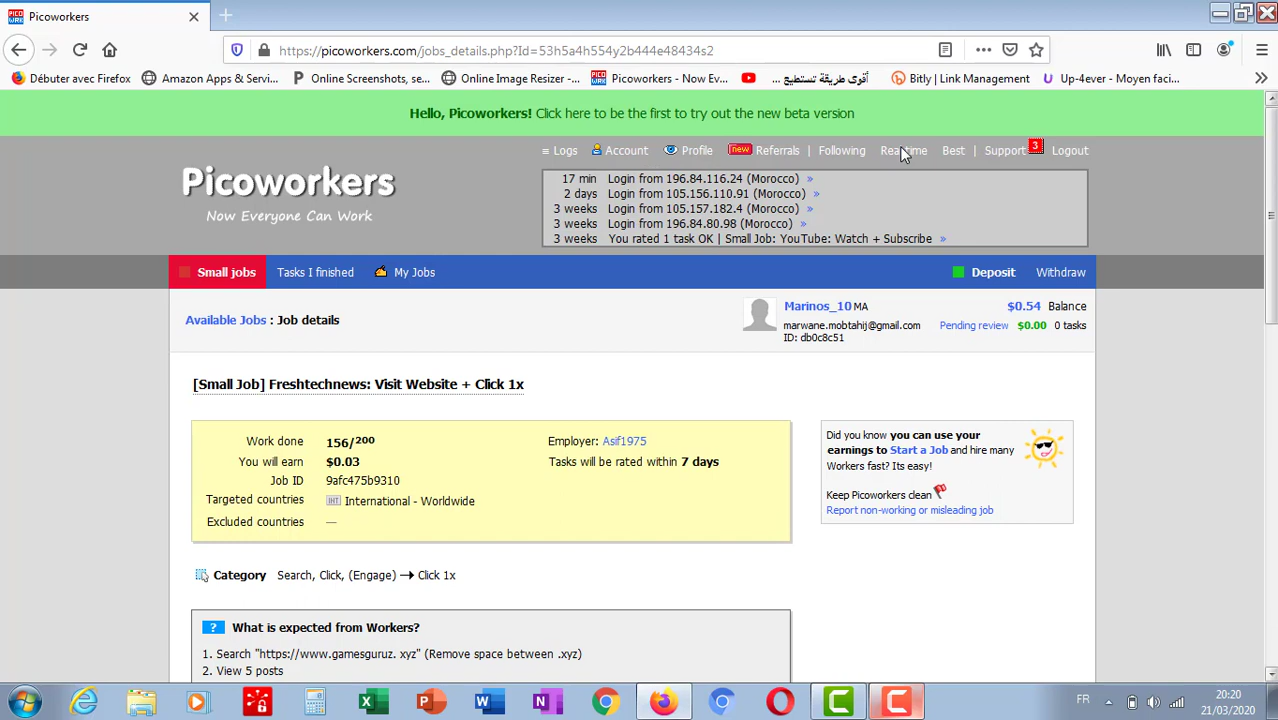 Picoworkers
https://picoworkers.com/jobs_details.php?Id=53h5a4h554y2b444e48434s2
Débuter avec Firefox Amazon Apps & Servi... Online Screenshots, se... Online Image Resizer -... Picoworkers - Now Ev... أقوى طريقة تستطيع ... Bitly | Link Management Up-4ever - Moyen faci...
Hello, Picoworkers! Click here to be the first to try out the new beta version
Logs Account Profile new Referrals | Following Realtime Best | Support 3 Logout
Picoworkers
Now Everyone Can Work
17 min Login from 196.84.116.24 (Morocco) »
2 days Login from 105.156.110.91 (Morocco) »
3 weeks Login from 105.157.182.4 (Morocco) »
3 weeks Login from 196.84.80.98 (Morocco) »
3 weeks You rated 1 task OK | Small Job: YouTube: Watch + Subscribe »
Small jobs Tasks I finished My Jobs Deposit Withdraw
Available Jobs : Job details
Marinos_10 MA $0.54 Balance
marwane.mobtahij@gmail.com Pending review $0.00 0 tasks
ID: db0c8c51
[Small Job] Freshtechnews: Visit Website + Click 1x
Work done 156/200 Employer: Asif1975
You will earn $0.03 Tasks will be rated within 7 days
Job ID 9afc475b9310
Targeted countries INT International - Worldwide
Excluded countries —
Did you know you can use your
earnings to Start a Job and hire many
Workers fast? Its easy!
Keep Picoworkers clean
Report non-working or misleading job
Category Search, Click, (Engage) → Click 1x
? What is expected from Workers?
1. Search "https://www.gamesguruz. xyz" (Remove space between .xyz)
2. View 5 posts
FR
20:20
21/03/2020